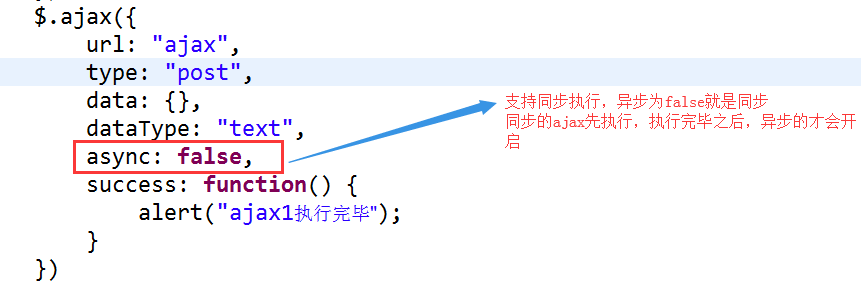 $.ajax({
url: "ajax",
type: "post",
data: {},
dataType: "text",
async: false,
支持同步执行，异步为false就是同步
同步的ajax先执行，执行完毕之后，异步的才会开
启
success: function() {
alert("ajax1执行完毕");
}
})